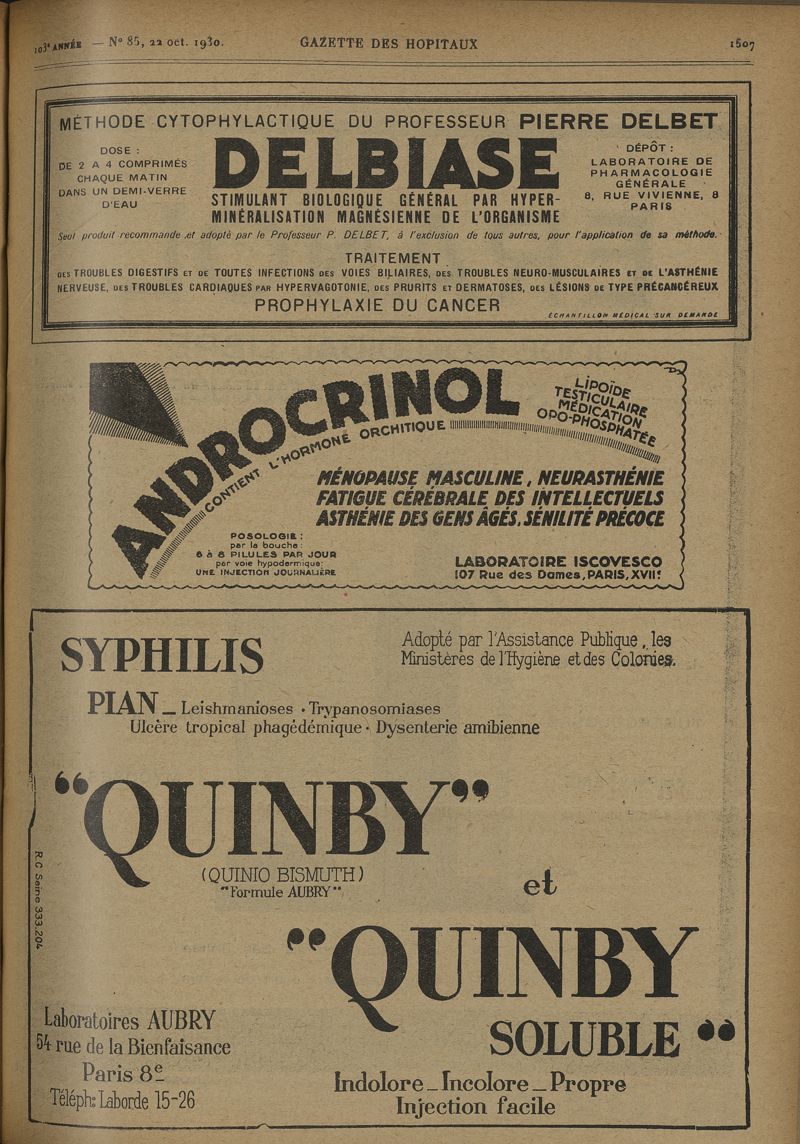 103e ANNÉE — N° 85, 22 oct. 1930. GAZETTE DES HOPITAUX 1507
MÉTHODE CYTOPHYLACTIQUE DU PROFESSEUR PIERRE DELBET
DOSE :
DE 2 A 4 COMPRIMÉS
CHAQUE MATIN
DANS UN DEMI-VERRE
D'EAU
DELBIASE
STIMULANT BIOLOGIQUE GÉNÉRAL PAR HYPER-
MINÉRALISATION MAGNÉSIENNE DE L'ORGANISME
DÉPÔT :
LABORATOIRE DE
PHARMACOLOGIE
GÉNÉRALE
8, RUE VIVIENNE, 8
PARIS
Seul produit recommande et adopté par le Professeur P. DELBET, à l'exclusion de tous autres, pour l'application de sa méthode.
TRAITEMENT
DES TROUBLES DIGESTIFS ET DE TOUTES INFECTIONS DES VOIES BILIAIRES, DES TROUBLES NEURO-MUSCULAIRES ET DE L'ASTHÉNIE
NERVEUSE, DES TROUBLES CARDIAQUES PAR HYPERVAGOTONIE, DES PRURITS ET DERMATOSES, DES LÉSIONS DE TYPE PRÉCANCÉREUX
PROPHYLAXIE DU CANCER
ÉCHANTILLON MÉDICAL SUR DEMANDE
ANDROCRINOL
CONTIENT L'HORMONE ORCHITIQUE
LIPOÏDE
TESTICULAIRE
MÉDICATION
OPO-PHOSPHATÉE
MÉNOPAUSE MASCULINE, NEURASTHÉNIE
FATIGUE CÉRÉBRALE DES INTELLECTUELS
ASTHÉNIE DES GENS ÂGÉS, SÉNILITÉ PRÉCOCE
POSOLOGIE :
par la bouche :
6 à 8 PILULES PAR JOUR
par voie hypodermique:
UNE INJECTION JOURNALIÈRE
LABORATOIRE ISCOVESCO
107 Rue des Dames, PARIS, XVIIe
SYPHILIS
Adopté par l'Assistance Publique, les
Ministères de l'Hygiène et des Colonies.
PIAN _ Leishmanioses • Trypanosomiases
Ulcère tropical phagédémique • Dysenterie amibienne
"QUINBY"
(QUINIO BISMUTH)
"Formule AUBRY"
et
"QUINBY
SOLUBLE"
R.C. Seine 333.204
Laboratoires AUBRY
54 rue de la Bienfaisance
Paris 8e
Téléph: Laborde 15-26
Indolore _ Incolore _ Propre
Injection facile